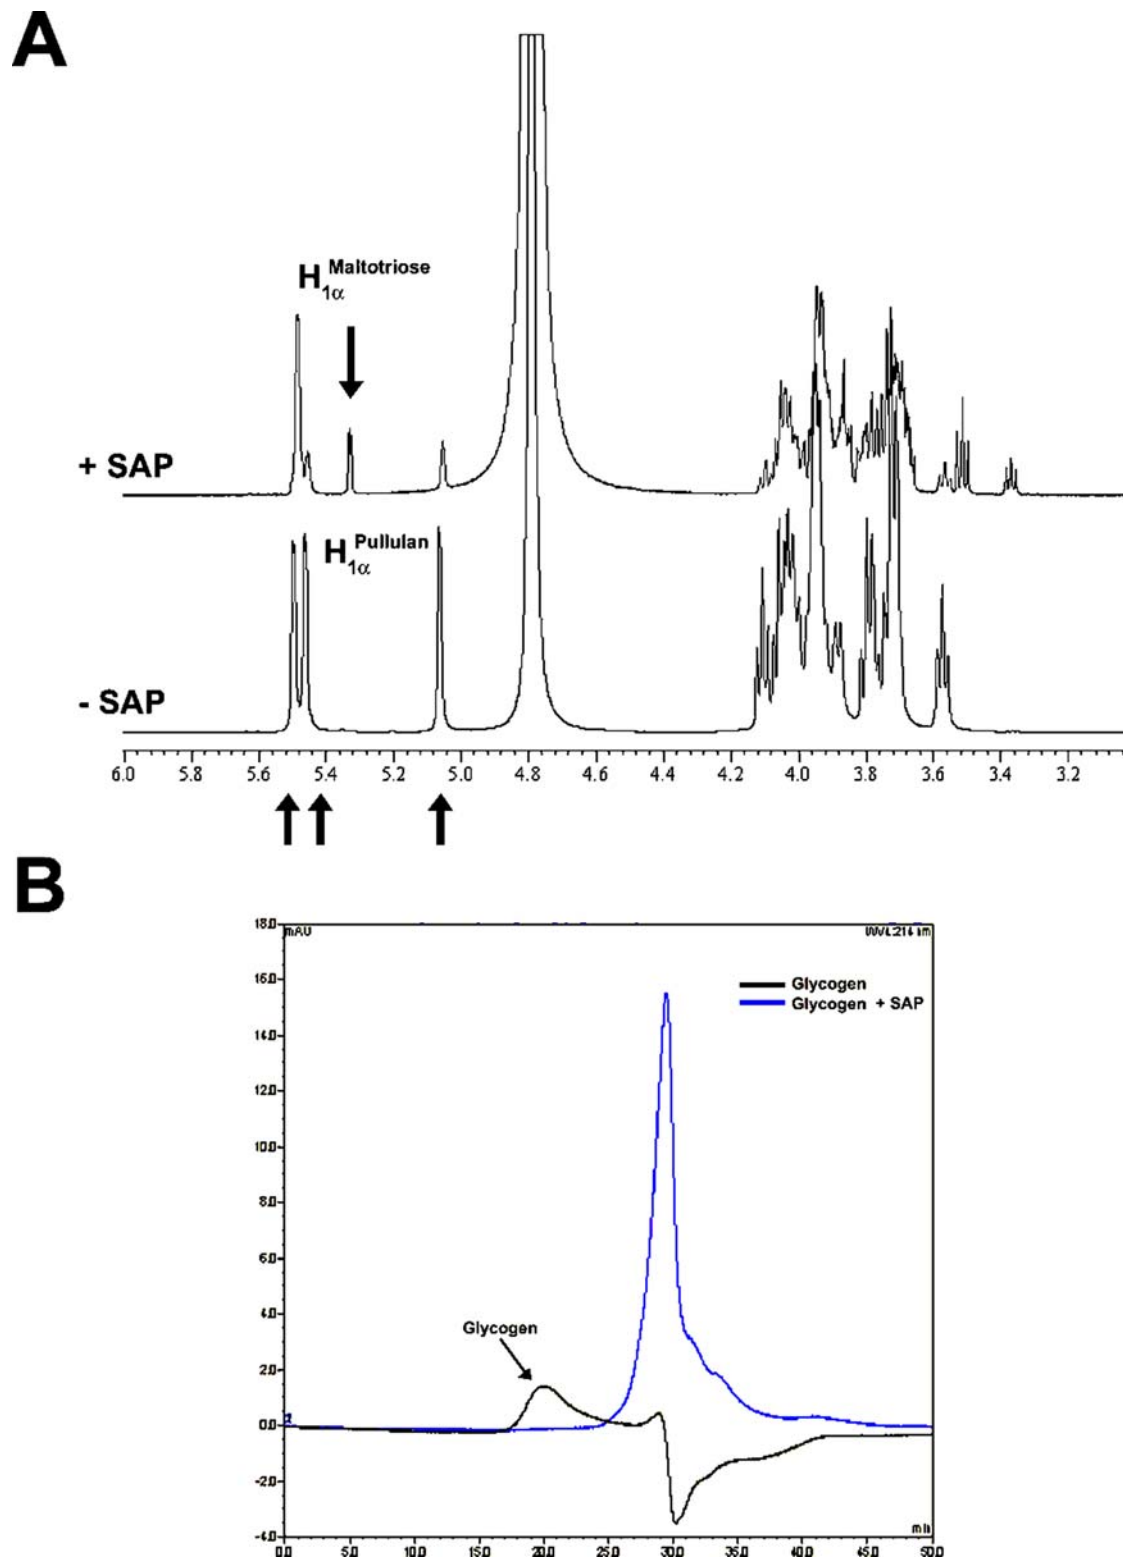 A
H1α Maltotriose
+ SAP
H1α Pullulan
- SAP
6.0 5.8 5.6 5.4 5.2 5.0 4.8 4.6 4.4 4.2 4.0 3.8 3.6 3.4 3.2
B
18.0
mAU
16.0
Glycogen
Glycogen + SAP
14.0
12.0
10.0
8.0
6.0
4.0
Glycogen
2.0
0.0
-2.0
-4.0
min
0.0 5.0 10.0 15.0 20.0 25.0 30.0 35.0 40.0 45.0 50.0